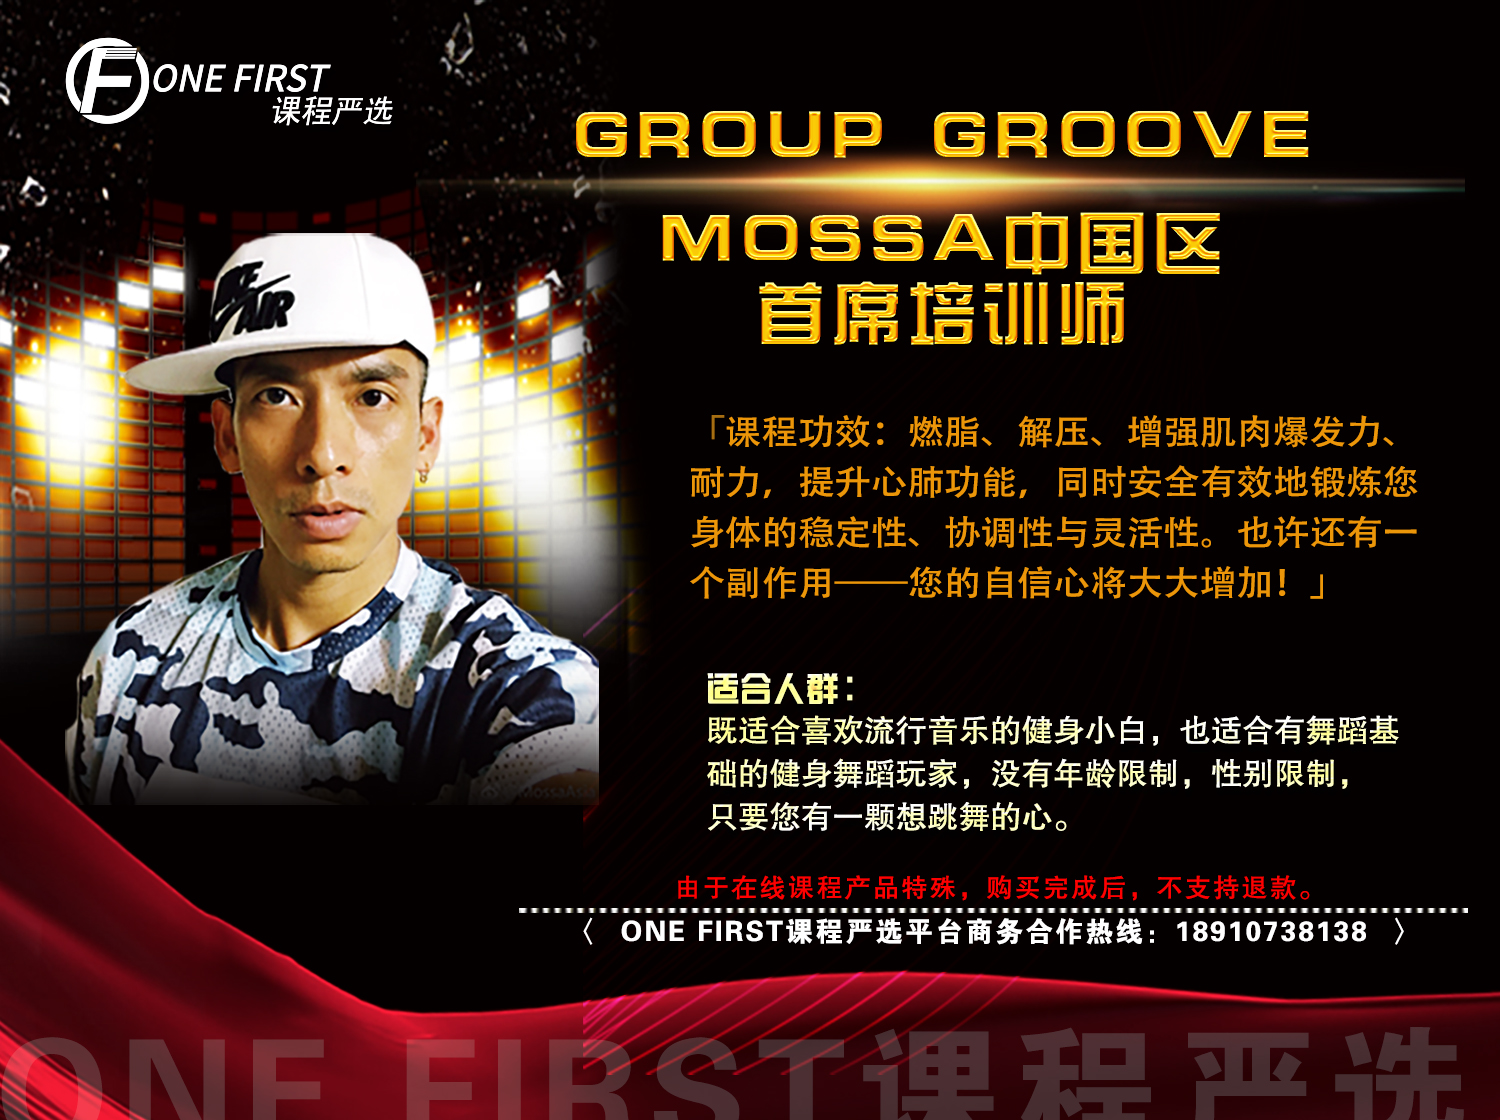 ONE FIRST
课程严选
GROUP GROOVE
MOSSA中国区
首席培训师
「课程功效：燃脂、解压、增强肌肉爆发力、
耐力，提升心肺功能，同时安全有效地锻炼您
身体的稳定性、协调性与灵活性。也许还有一
个副作用——您的自信心将大大增加！」
适合人群：
既适合喜欢流行音乐的健身小白，也适合有舞蹈基
础的健身舞蹈玩家，没有年龄限制，性别限制，
只要您有一颗想跳舞的心。
由于在线课程产品特殊，购买完成后，不支持退款。
〈 ONE FIRST课程严选平台商务合作热线：18910738138 〉
ONE FIRST课程严选